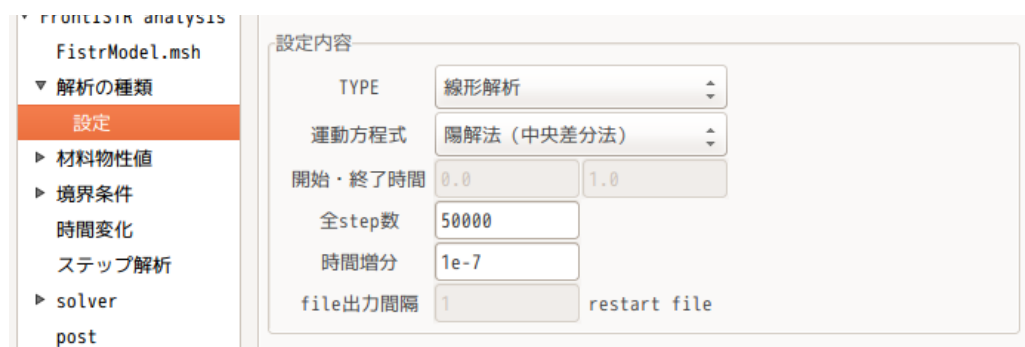 FrontISTR analysis
FistrModel.msh
解析の種類
設定
材料物性値
境界条件
時間変化
ステップ解析
solver
post
設定内容
TYPE 線形解析
運動方程式 陽解法（中央差分法）
開始・終了時間 0.0 1.0
全step数 50000
時間増分 1e-7
file出力間隔 1 restart file